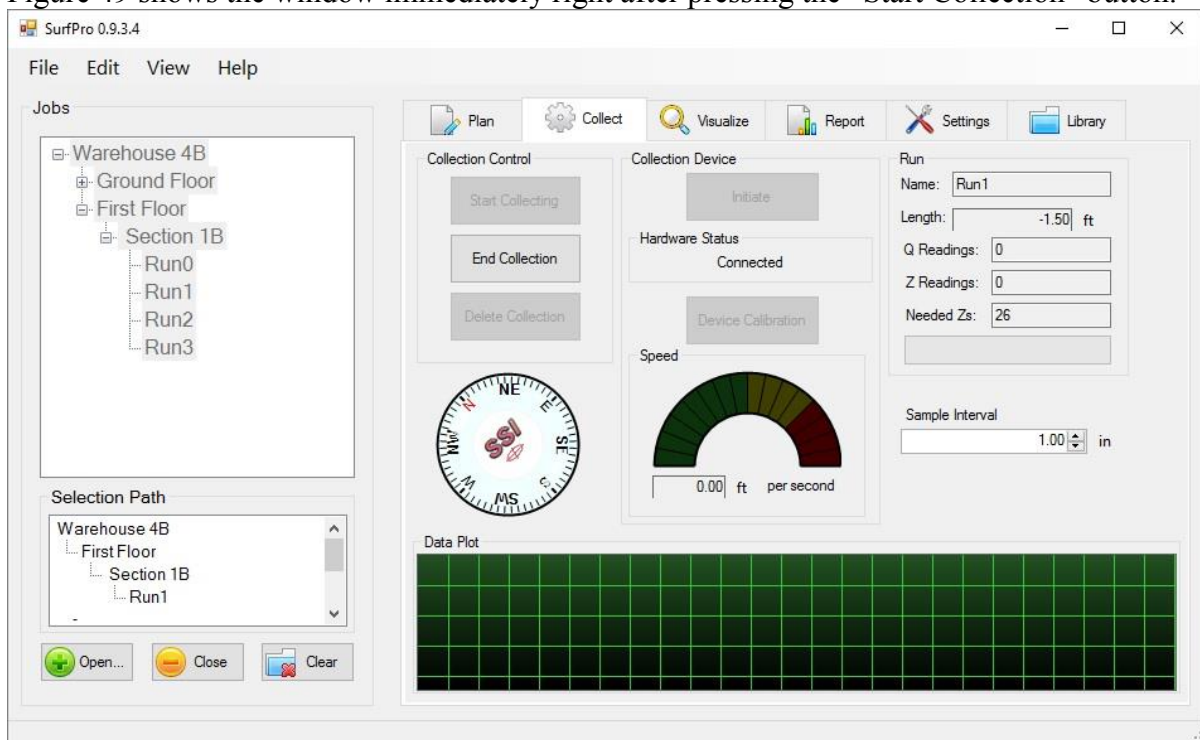 Figure 49 shows the window immediately right after pressing the "Start Collection" button.
SurfPro 0.9.3.4
File Edit View Help
Jobs
Warehouse 4B
Ground Floor
First Floor
Section 1B
Run0
Run1
Run2
Run3
Selection Path
Warehouse 4B
First Floor
Section 1B
Run1
Open... Close Clear
Plan Collect Visualize Report Settings Library
Collection Control
Start Collecting
End Collection
Delete Collection
N NE E SE S SW W NW
SSI
Collection Device
Initiate
Hardware Status
Connected
Device Calibration
Speed
0.00 ft per second
Run
Name: Run1
Length: -1.50 ft
Q Readings: 0
Z Readings: 0
Needed Zs: 26
Sample Interval
1.00 in
Data Plot